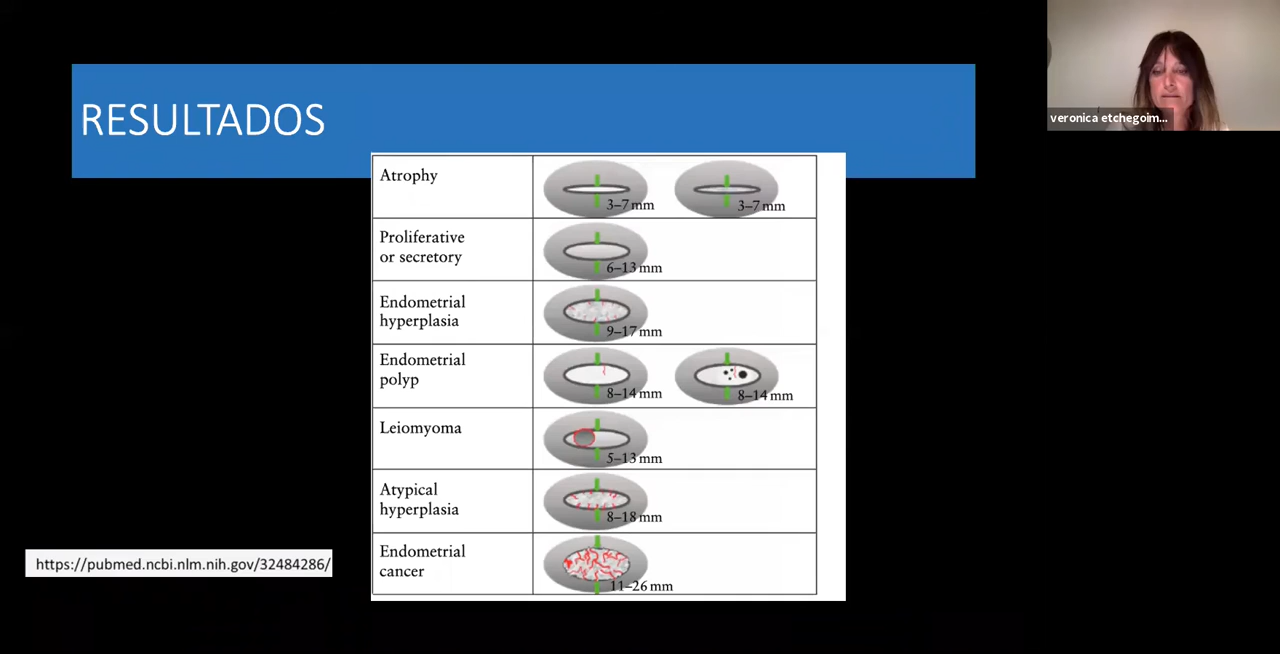 veronica etchegoim...
RESULTADOS
Atrophy
3–7 mm
3–7 mm
Proliferative
or secretory
6–13 mm
Endometrial
hyperplasia
9–17 mm
Endometrial
polyp
8–14 mm
8–14 mm
Leiomyoma
5–13 mm
Atypical
hyperplasia
8–18 mm
Endometrial
cancer
11–26 mm
https://pubmed.ncbi.nlm.nih.gov/32484286/